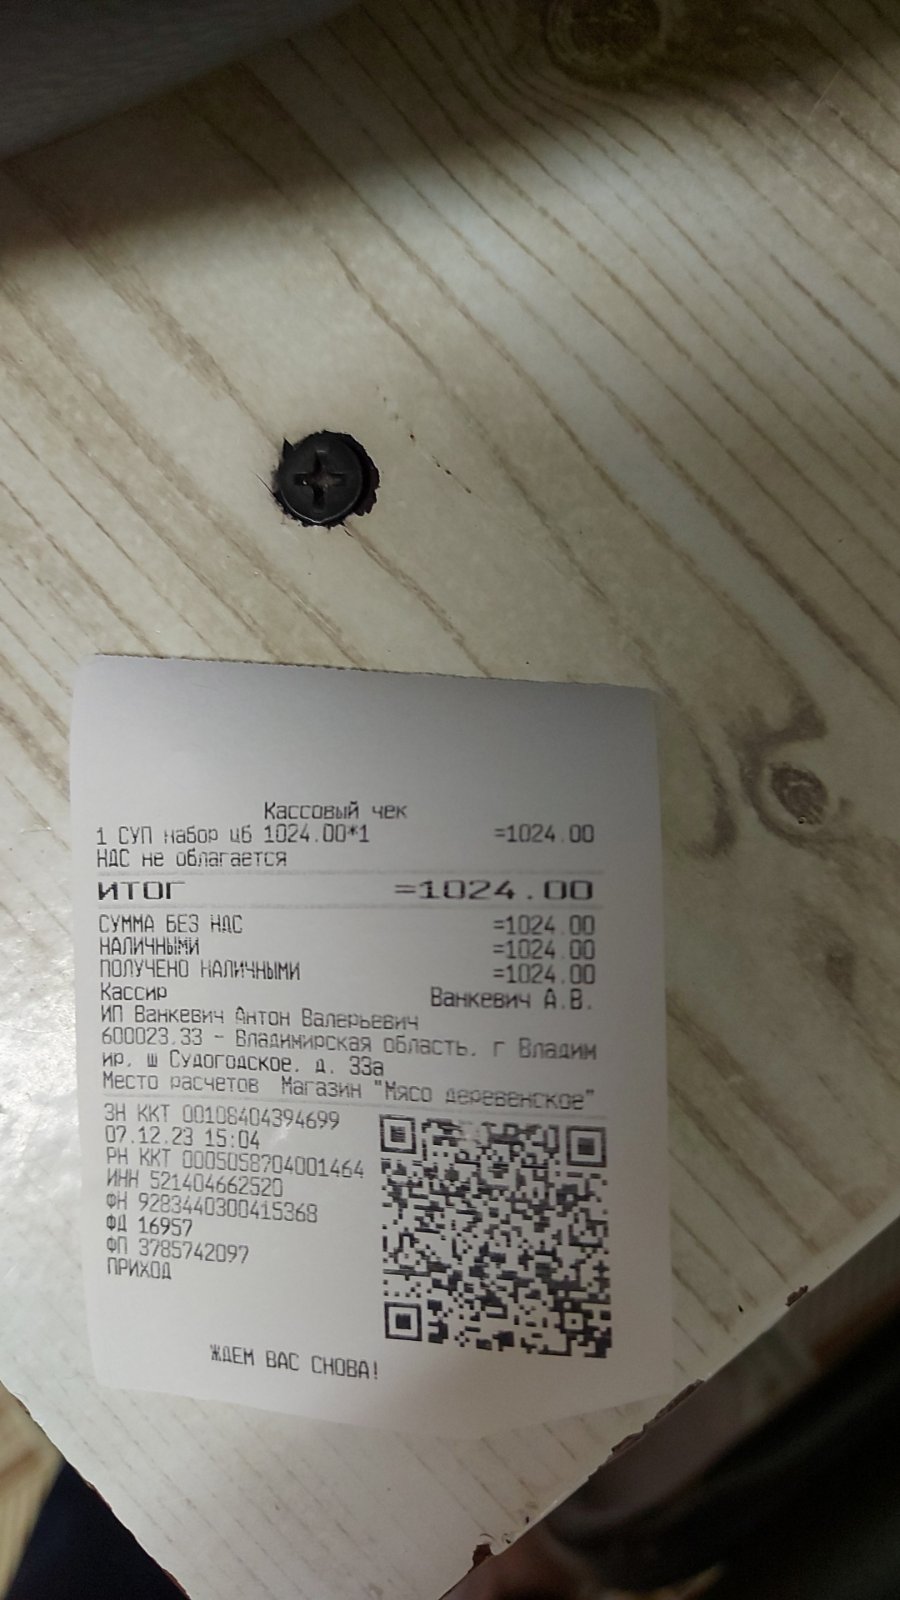 Кассовый чек
1 СУП набор цб 1024.00*1 =1024.00
НДС не облагается
ИТОГ =1024.00
СУММА БЕЗ НДС =1024.00
НАЛИЧНЫМИ =1024.00
ПОЛУЧЕНО НАЛИЧНЫМИ =1024.00
Кассир Ванкевич А.В.
ИП Ванкевич Антон Валерьевич
600023,33 - Владимирская область, г Владим
ир, ш Судогодское, д. 33а
Место расчетов Магазин "Мясо деревенское"
ЗН ККТ 00108404394699
07.12.23 15:04
РН ККТ 0005058704001464
ИНН 521404662520
ФН 9283440300415368
ФД 16957
ФП 3785742097
ПРИХОД
ЖДЕМ ВАС СНОВА!